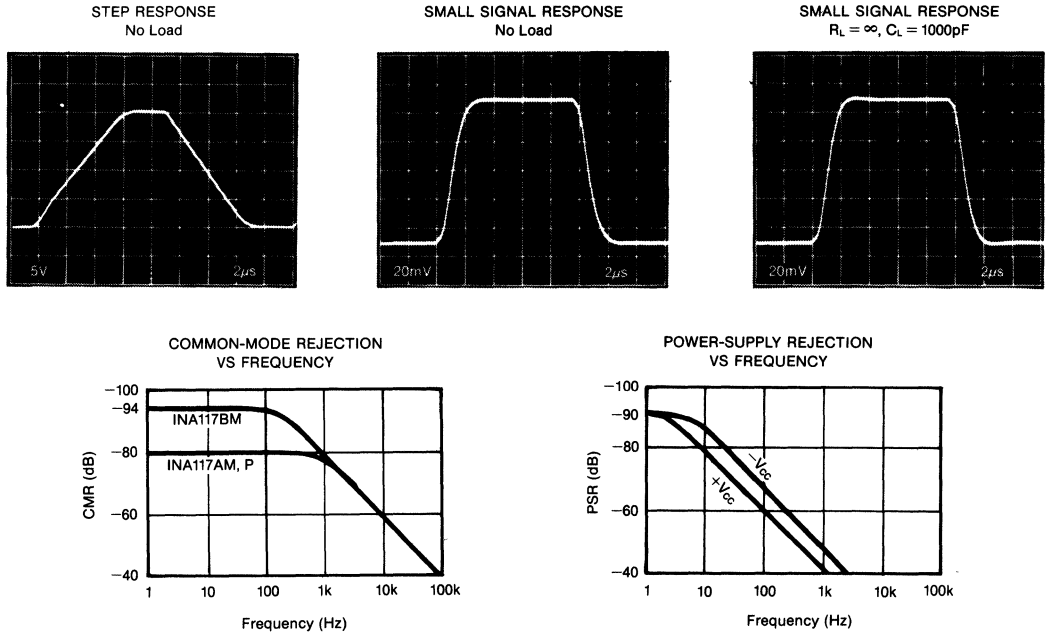 STEP RESPONSE
No Load
5V
2µs
SMALL SIGNAL RESPONSE
No Load
20mV
2µs
SMALL SIGNAL RESPONSE
RL = ∞, CL = 1000pF
20mV
2µs
COMMON-MODE REJECTION
VS FREQUENCY
CMR (dB)
−100
−94
−80
−60
−40
INA117BM
INA117AM, P
1
10
100
1k
10k
100k
Frequency (Hz)
POWER-SUPPLY REJECTION
VS FREQUENCY
PSR (dB)
−100
−90
−80
−60
−40
−VCC
+VCC
1
10
100
1k
10k
100k
Frequency (Hz)